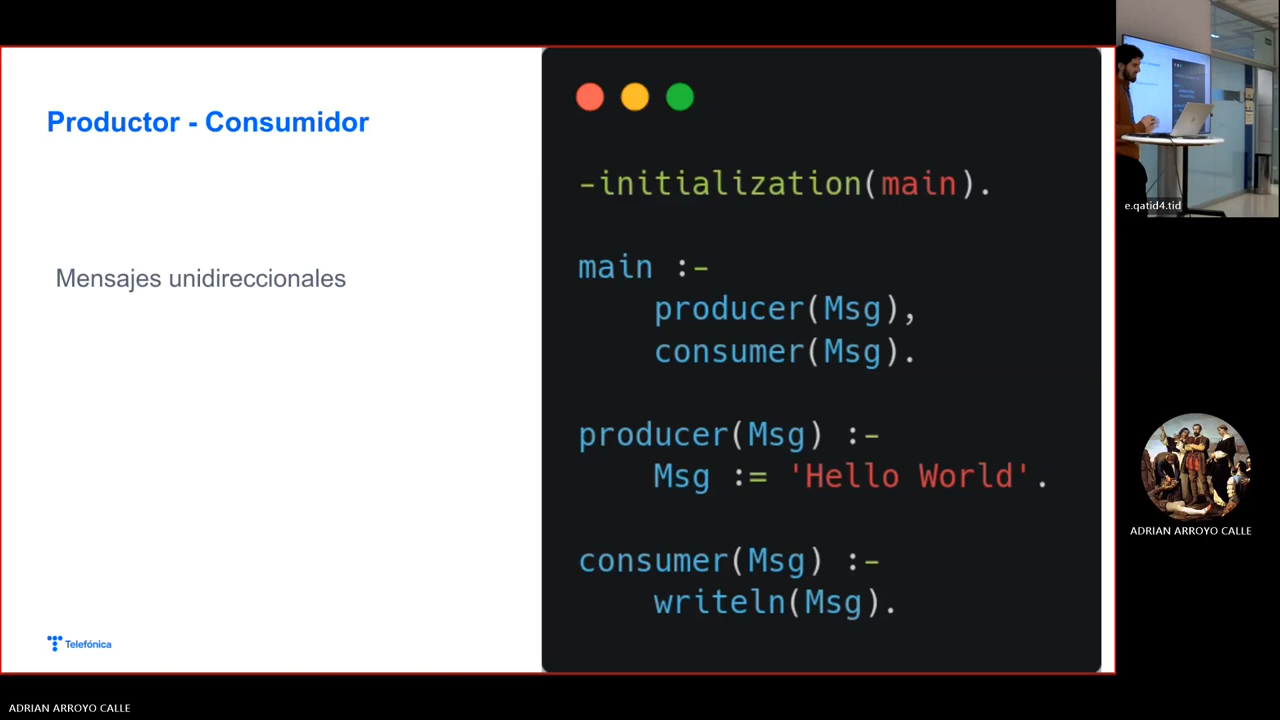 Productor - Consumidor
Mensajes unidireccionales
Telefónica
-initialization(main).
main :-
producer(Msg),
consumer(Msg).
producer(Msg) :-
Msg := 'Hello World'.
consumer(Msg) :-
writeln(Msg).
e.qatid4.tid
ADRIAN ARROYO CALLE
ADRIAN ARROYO CALLE